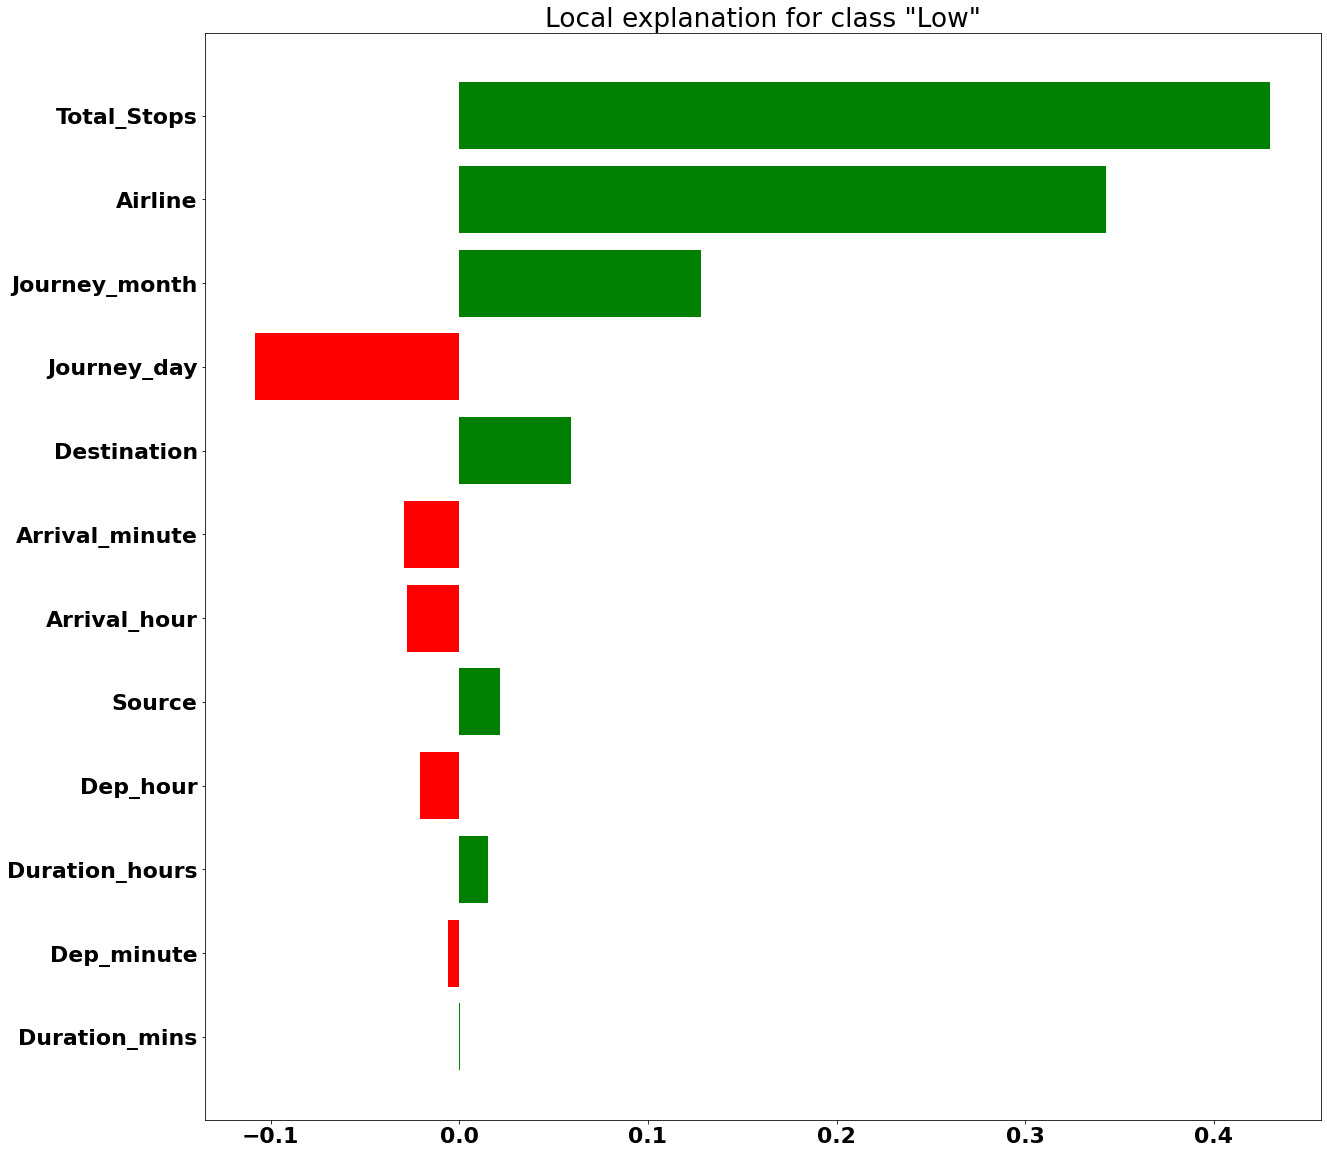 Local explanation for class "Low"
Total_Stops
Airline
Journey_month
Journey_day
Destination
Arrival_minute
Arrival_hour
Source
Dep_hour
Duration_hours
Dep_minute
Duration_mins
−0.1 0.0 0.1 0.2 0.3 0.4